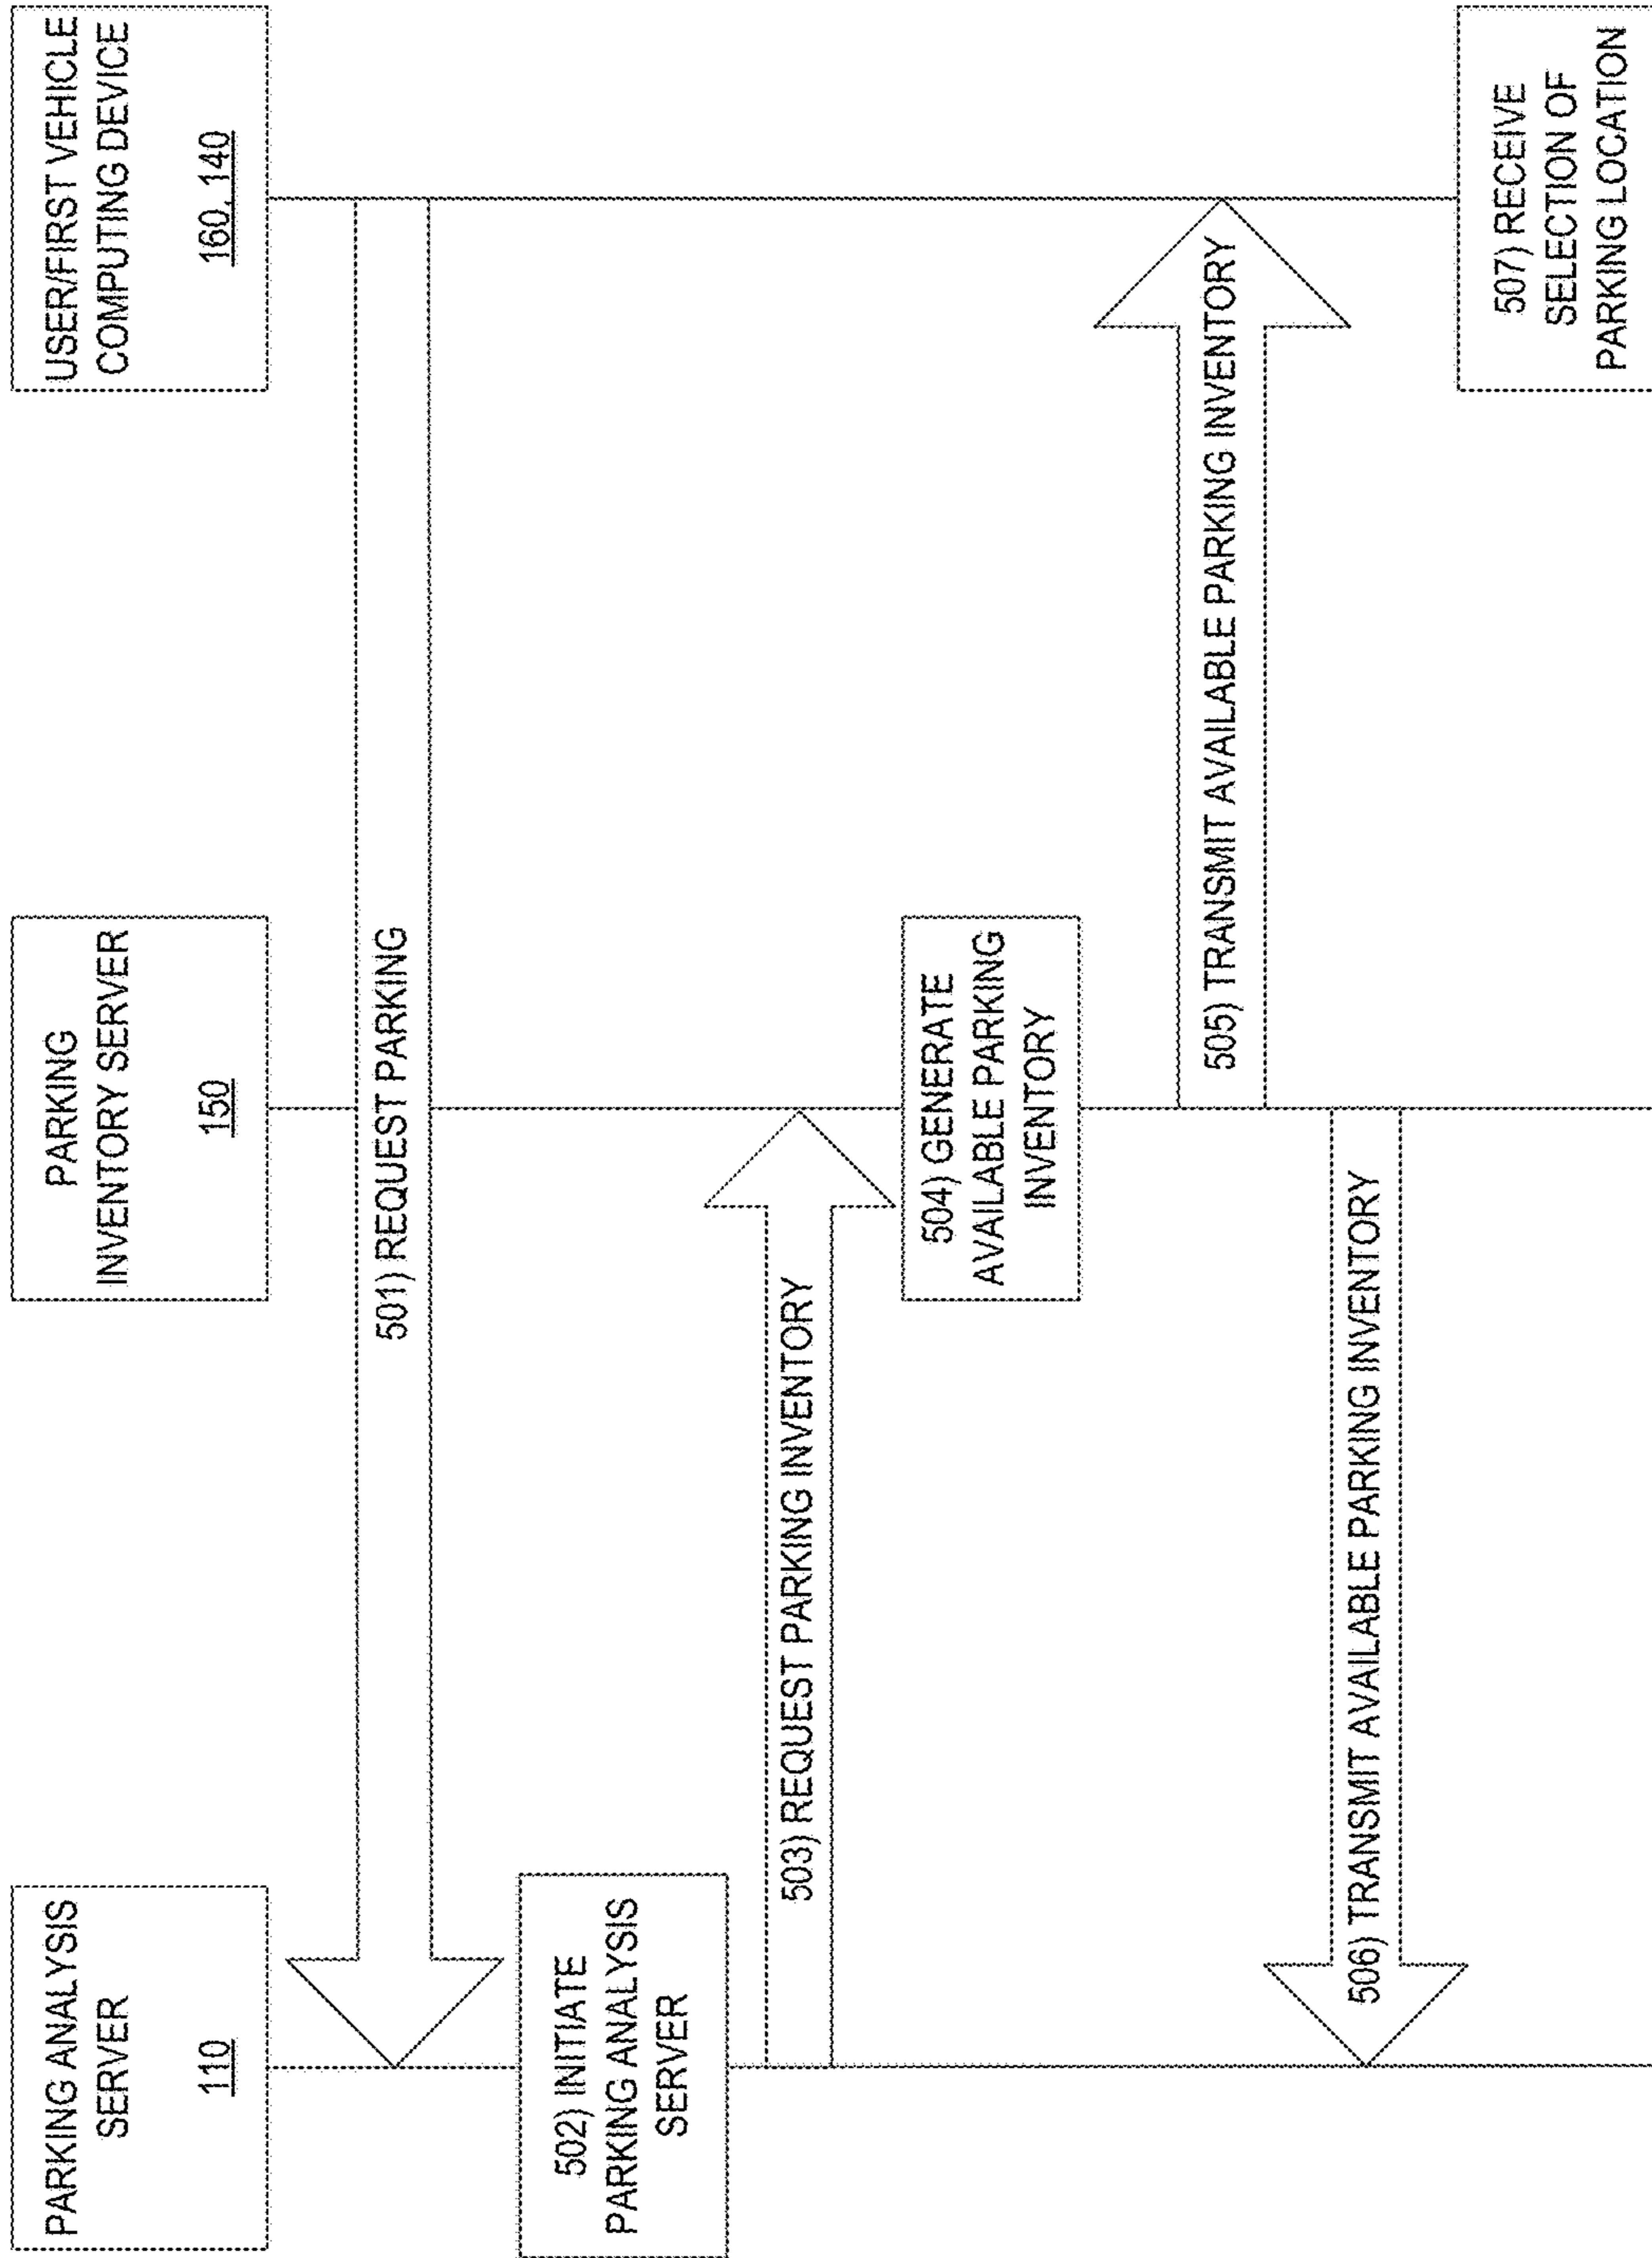 PARKING ANALYSIS
SERVER
110
PARKING
INVENTORY SERVER
150
USER/FIRST VEHICLE
COMPUTING DEVICE
160, 140
501) REQUEST PARKING
502) INITIATE
PARKING ANALYSIS
SERVER
503) REQUEST PARKING INVENTORY
504) GENERATE
AVAILABLE PARKING
INVENTORY
505) TRANSMIT AVAILABLE PARKING INVENTORY
506) TRANSMIT AVAILABLE PARKING INVENTORY
507) RECEIVE
SELECTION OF
PARKING LOCATION